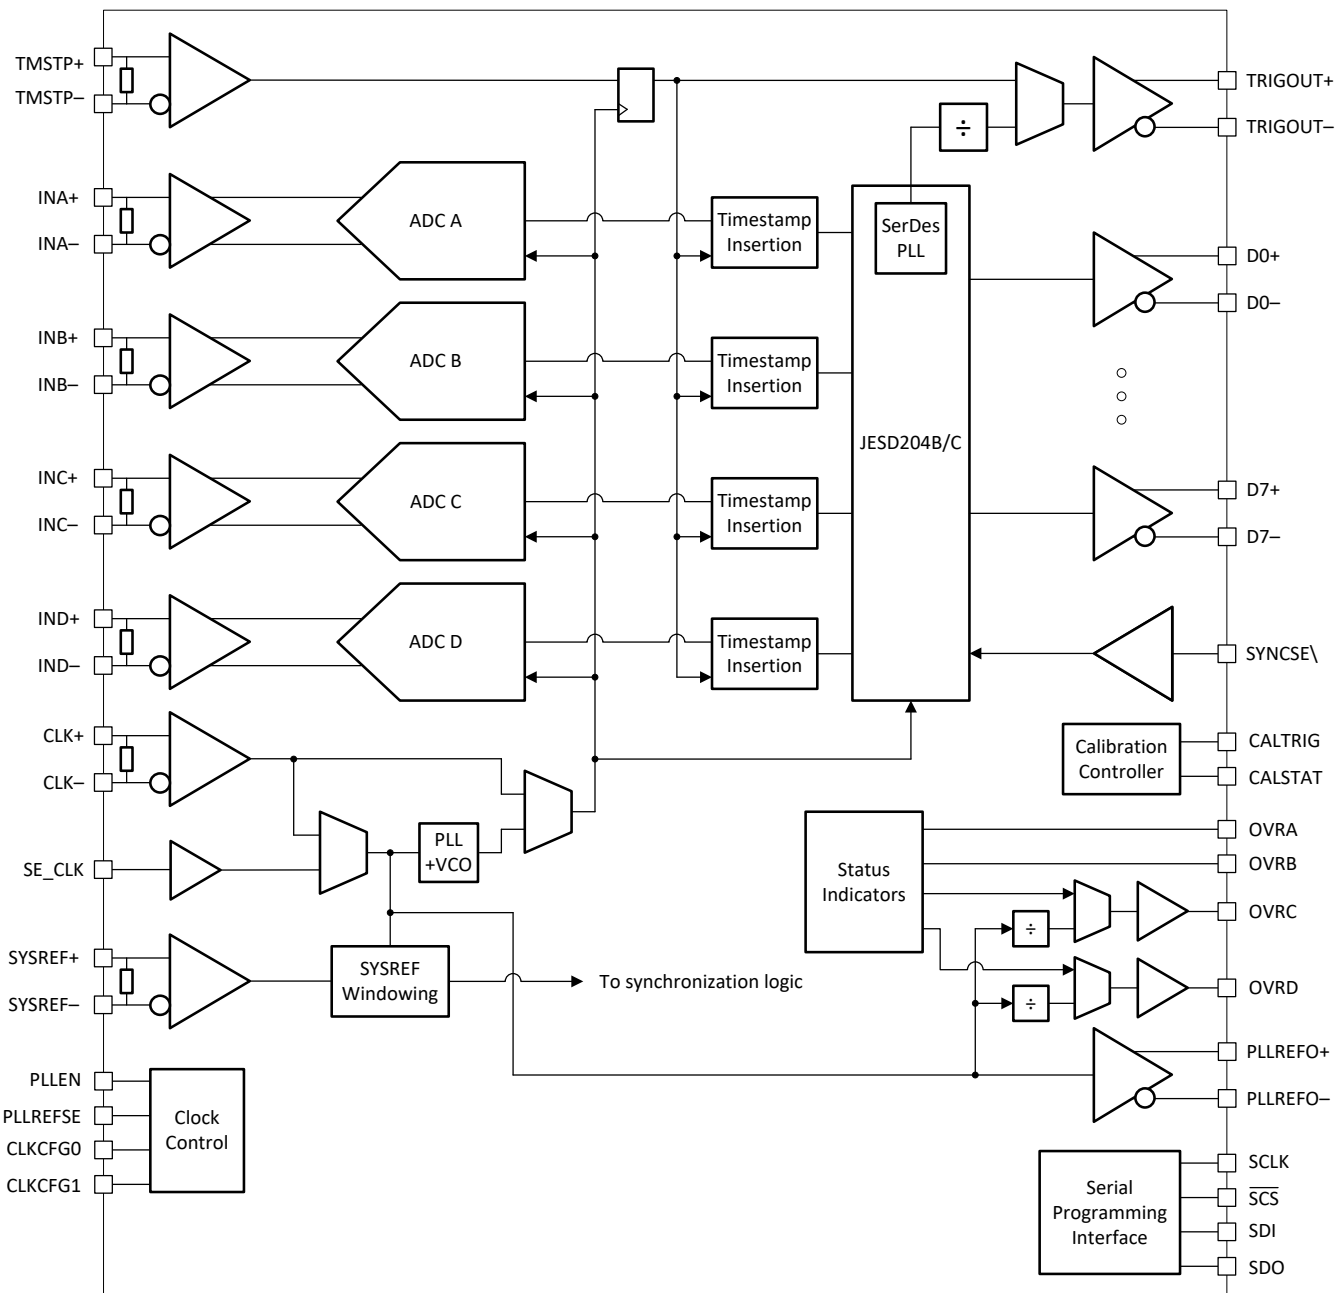 TMSTP+
TMSTP–
TRIGOUT+
TRIGOUT–
÷
INA+
INA–
ADC A
Timestamp
Insertion
SerDes
PLL
D0+
D0–
INB+
INB–
ADC B
Timestamp
Insertion
JESD204B/C
INC+
INC–
ADC C
Timestamp
Insertion
D7+
D7–
IND+
IND–
ADC D
Timestamp
Insertion
SYNCSE\
CLK+
CLK–
Calibration
Controller
CALTRIG
CALSTAT
SE_CLK
PLL
+VCO
Status
Indicators
OVRA
OVRB
OVRC
÷
OVRD
÷
SYSREF+
SYSREF–
SYSREF
Windowing
To synchronization logic
PLLREFO+
PLLREFO–
PLLEN
PLLREFSE
CLKCFG0
CLKCFG1
Clock
Control
Serial
Programming
Interface
SCLK
S̅C̅S̅
SDI
SDO